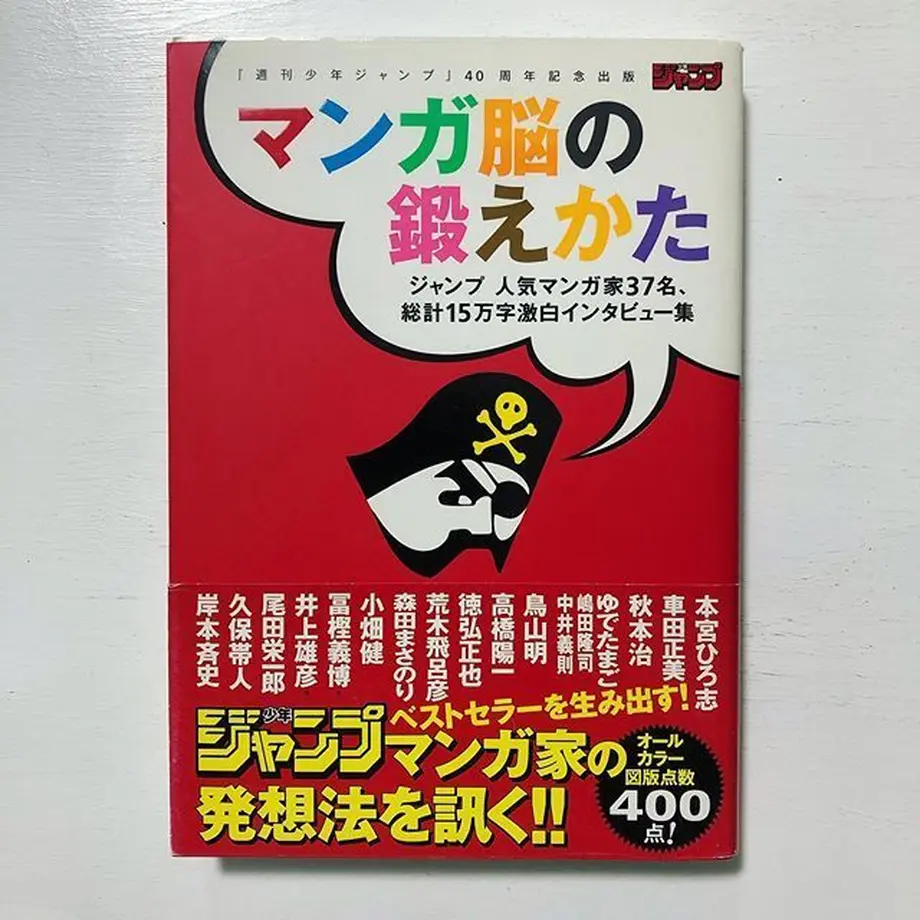 『週刊少年ジャンプ』40周年記念出版
ジャンプ
マンガ脳の
鍛えかた
ジャンプ 人気マンガ家37名、
総計15万字激白インタビュー集
本宮ひろ志
車田正美
秋本治
ゆでたまご
嶋田隆司
中井義則
鳥山明
高橋陽一
徳弘正也
荒木飛呂彦
森田まさのり
小畑健
冨樫義博
井上雄彦
尾田栄一郎
久保帯人
岸本斉史
ベストセラーを生み出す!
少年
ジャンプマンガ家の
発想法を訊く!!
オール
カラー
図版点数
400
点!